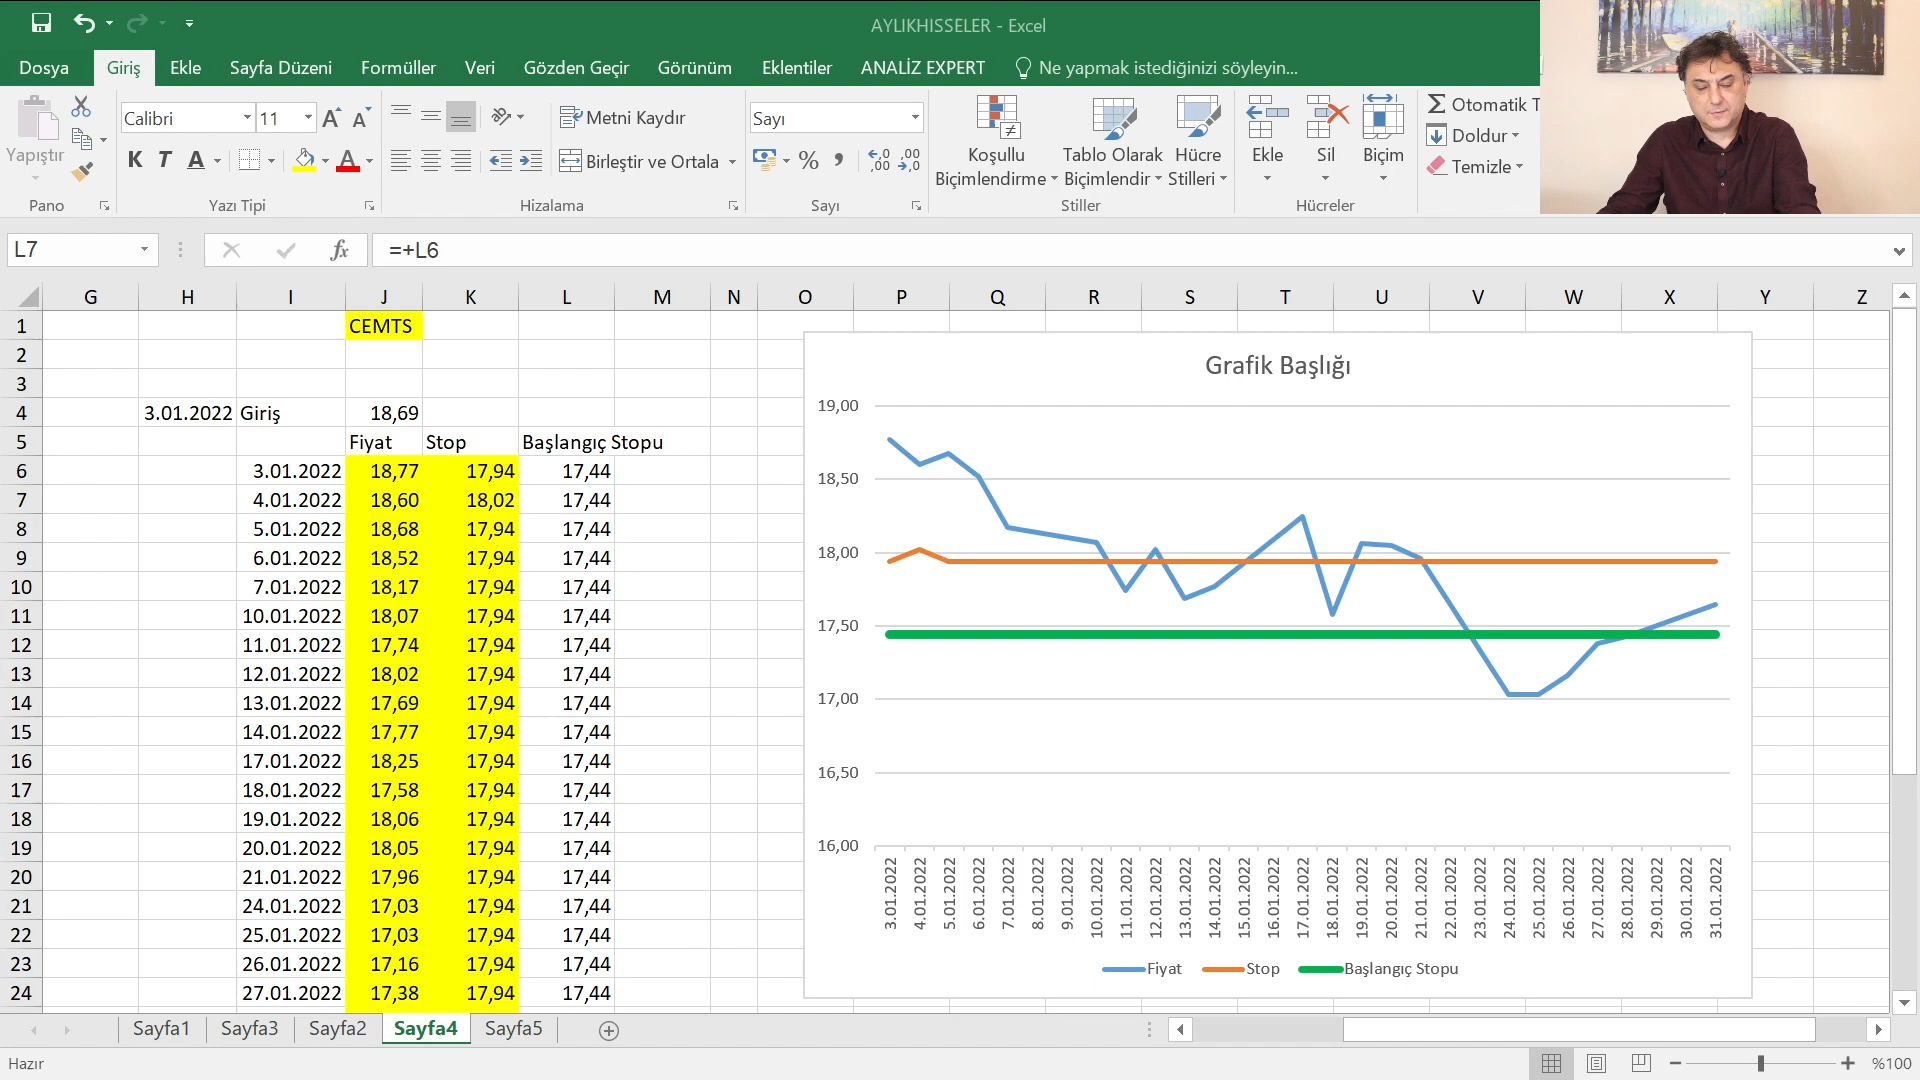 AYLIKHISSELER - Excel
Dosya Giriş Ekle Sayfa Düzeni Formüller Veri Gözden Geçir Görünüm Eklentiler ANALİZ EXPERT Ne yapmak istediğinizi söyleyin...
Yapıştır
Pano
Calibri 11
K T A
Yazı Tipi
Metni Kaydır
Birleştir ve Ortala
Hizalama
Sayı
% ,00 ,00
Sayı
Koşullu Biçimlendirme
Tablo Olarak Biçimlendir
Hücre Stilleri
Stiller
Ekle Sil Biçim
Hücreler
Σ Otomatik T
Doldur
Temizle
L7 fx =+L6
G H I J K L M N O P Q R S T U V W X Y Z
1 CEMTS
2
3
4 3.01.2022 Giriş 18,69
5 Fiyat Stop Başlangıç Stopu
6 3.01.2022 18,77 17,94 17,44
7 4.01.2022 18,60 18,02 17,44
8 5.01.2022 18,68 17,94 17,44
9 6.01.2022 18,52 17,94 17,44
10 7.01.2022 18,17 17,94 17,44
11 10.01.2022 18,07 17,94 17,44
12 11.01.2022 17,74 17,94 17,44
13 12.01.2022 18,02 17,94 17,44
14 13.01.2022 17,69 17,94 17,44
15 14.01.2022 17,77 17,94 17,44
16 17.01.2022 18,25 17,94 17,44
17 18.01.2022 17,58 17,94 17,44
18 19.01.2022 18,06 17,94 17,44
19 20.01.2022 18,05 17,94 17,44
20 21.01.2022 17,96 17,94 17,44
21 24.01.2022 17,03 17,94 17,44
22 25.01.2022 17,03 17,94 17,44
23 26.01.2022 17,16 17,94 17,44
24 27.01.2022 17,38 17,94 17,44
Grafik Başlığı
19,00
18,50
18,00
17,50
17,00
16,50
16,00
3.01.2022 4.01.2022 5.01.2022 6.01.2022 7.01.2022 8.01.2022 9.01.2022 10.01.2022 11.01.2022 12.01.2022 13.01.2022 14.01.2022 15.01.2022 16.01.2022 17.01.2022 18.01.2022 19.01.2022 20.01.2022 21.01.2022 22.01.2022 23.01.2022 24.01.2022 25.01.2022 26.01.2022 27.01.2022 28.01.2022 29.01.2022 30.01.2022 31.01.2022
Fiyat Stop Başlangıç Stopu
Sayfa1 Sayfa3 Sayfa2 Sayfa4 Sayfa5
Hazır %100